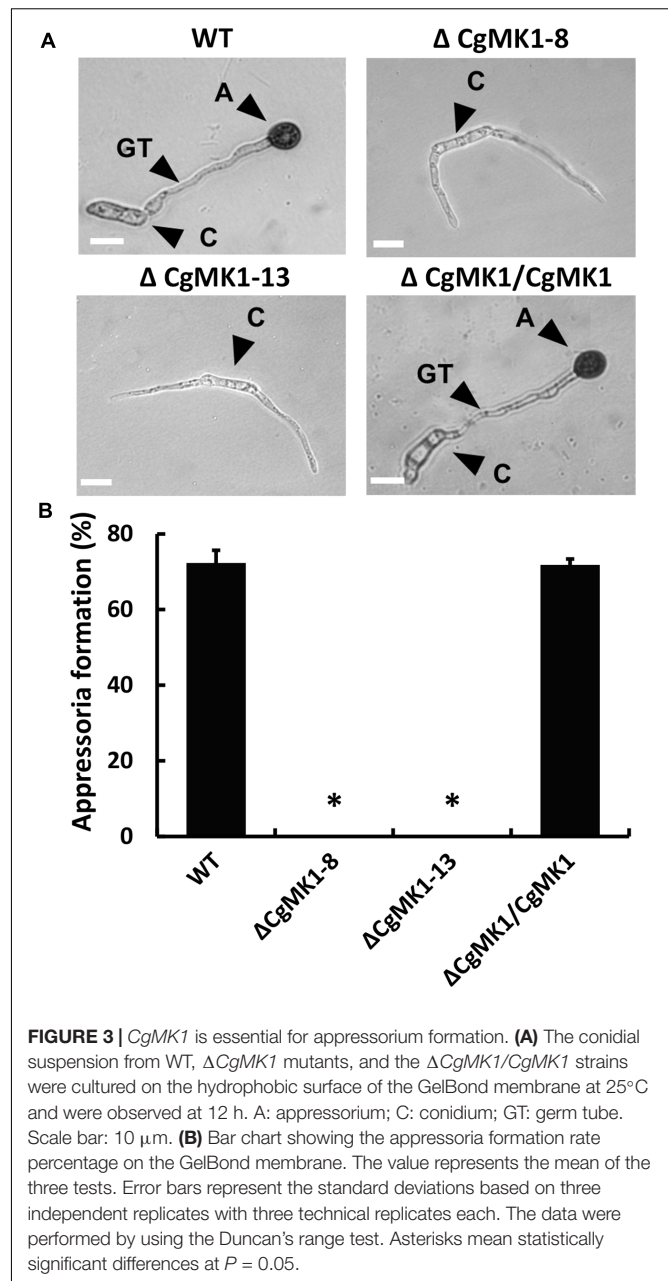 A
WT
Δ CgMK1-8
A
GT
C
C
Δ CgMK1-13
Δ CgMK1/CgMK1
C
A
GT
C
B
Appressoria formation (%)
80
60
40
20
0
*
*
WT
ΔCgMK1-8
ΔCgMK1-13
ΔCgMK1/CgMK1
FIGURE 3 | CgMK1 is essential for appressorium formation. (A) The conidial
suspension from WT, ΔCgMK1 mutants, and the ΔCgMK1/CgMK1 strains
were cultured on the hydrophobic surface of the GelBond membrane at 25°C
and were observed at 12 h. A: appressorium; C: conidium; GT: germ tube.
Scale bar: 10 μm. (B) Bar chart showing the appressoria formation rate
percentage on the GelBond membrane. The value represents the mean of the
three tests. Error bars represent the standard deviations based on three
independent replicates with three technical replicates each. The data were
performed by using the Duncan's range test. Asterisks mean statistically
significant differences at P = 0.05.